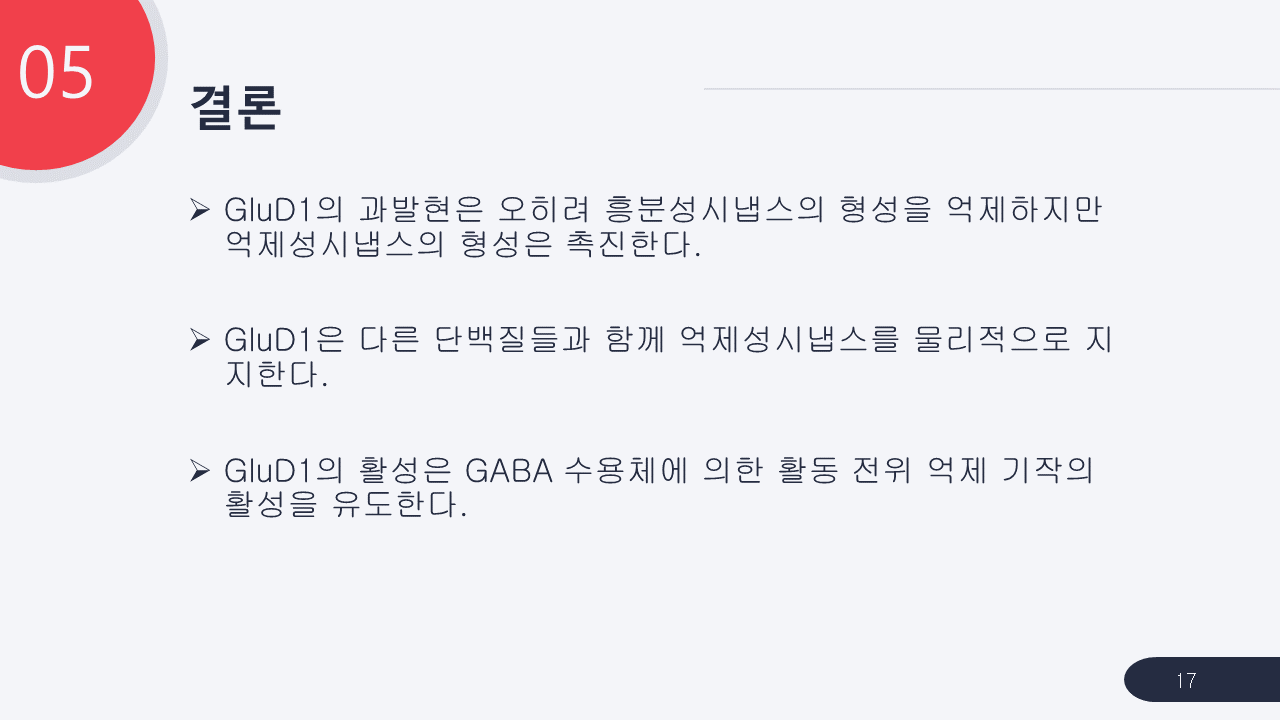 05
결론
➢ GluD1의 과발현은 오히려 흥분성시냅스의 형성을 억제하지만
억제성시냅스의 형성은 촉진한다.
➢ GluD1은 다른 단백질들과 함께 억제성시냅스를 물리적으로 지
지한다.
➢ GluD1의 활성은 GABA 수용체에 의한 활동 전위 억제 기작의
활성을 유도한다.
17